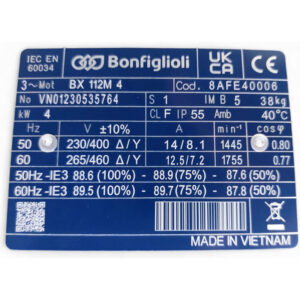 IEC EN
60034
Bonfiglioli
UK
CA
3~Mot BX 112M 4 Cod. 8AFE40006
No VN01230535764 S 1 IM B 5 38kg
kW 4 CL F IP 55 Amb 40°C
Hz V ±10% A min⁻¹ cosφ
50 230/400 Δ/Y 14/8.1 1445 0.80
60 265/460 Δ/Y 12.5/7.2 1755 0.77
50Hz-IE3 88.6 (100%) - 88.9(75%) - 87.6(50%)
60Hz-IE3 89.5 (100%) - 89.7(75%) - 87.8(50%)
CE
MADE IN VIETNAM